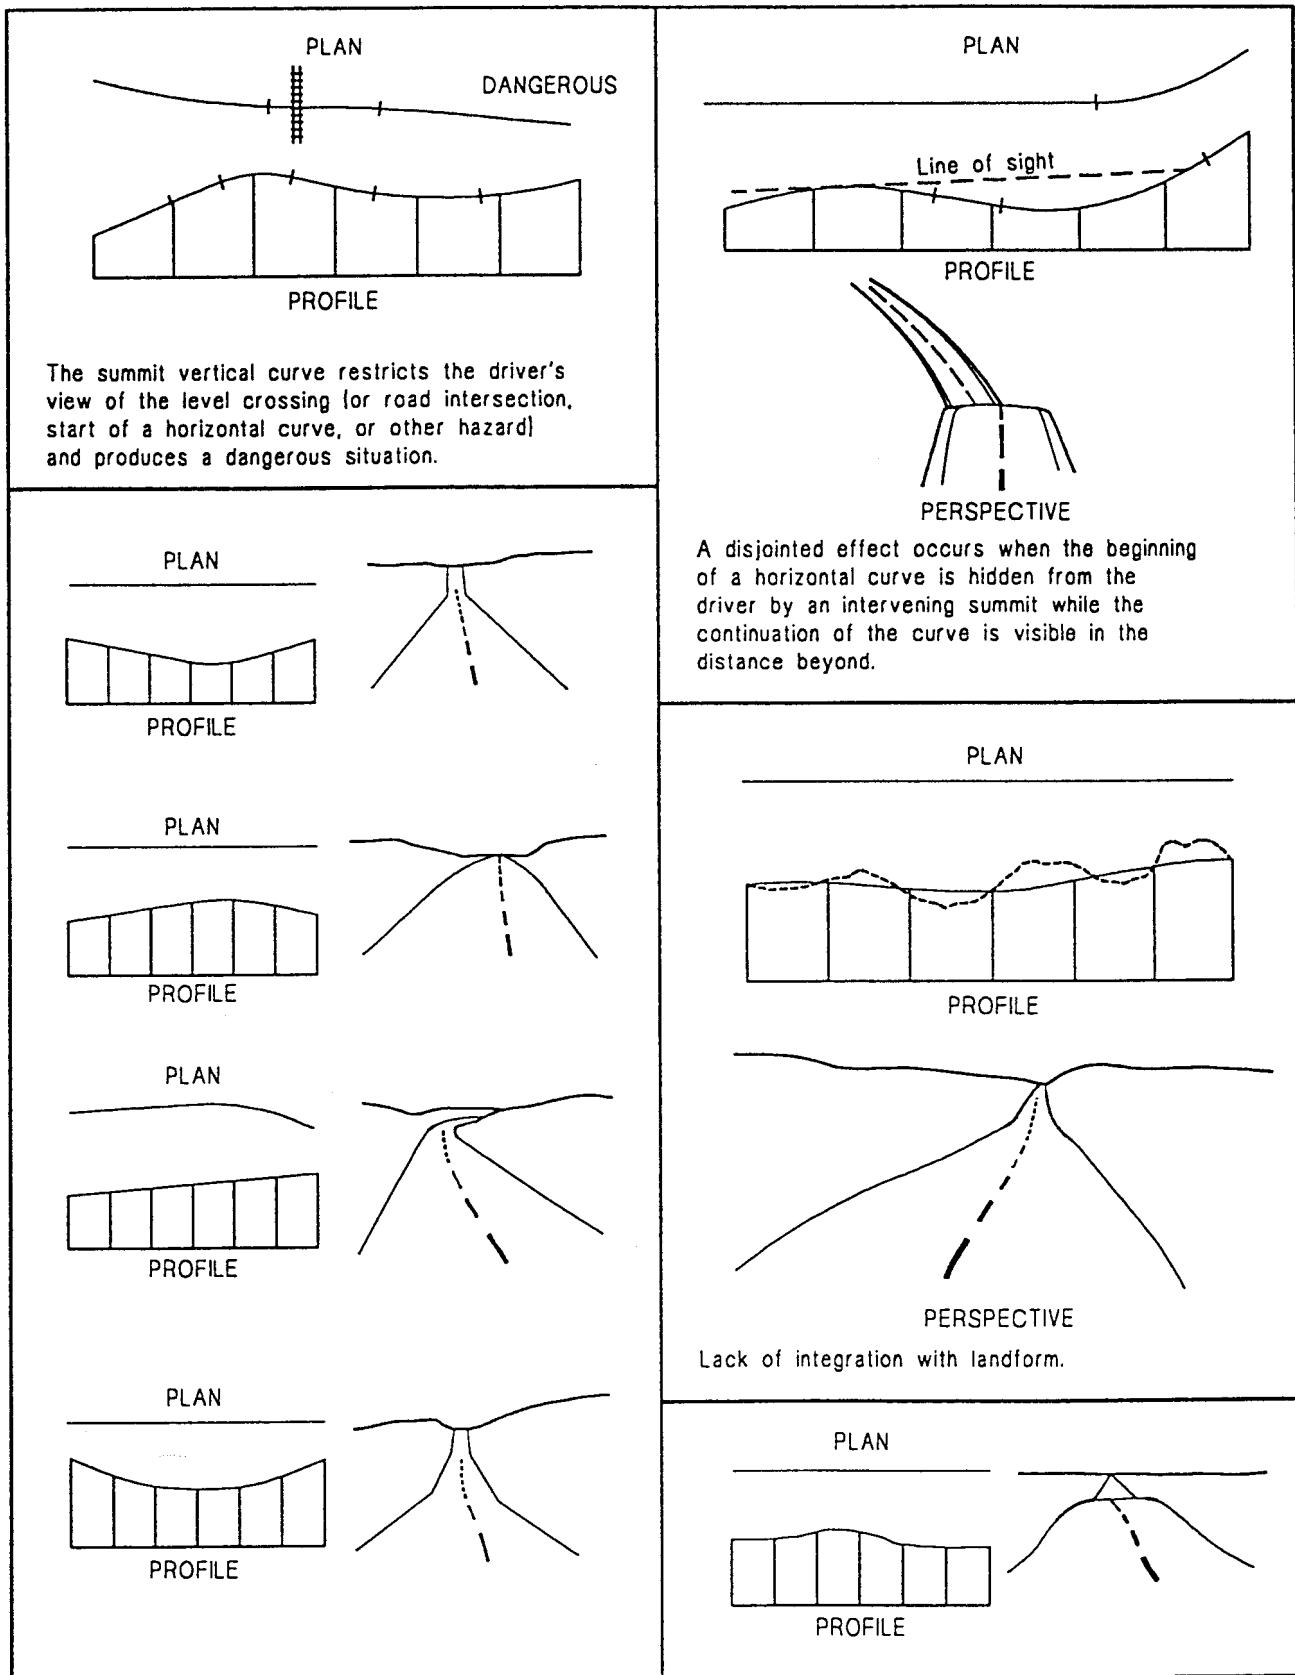 PLAN
DANGEROUS
PROFILE
The summit vertical curve restricts the driver's
view of the level crossing (or road intersection,
start of a horizontal curve, or other hazard)
and produces a dangerous situation.
PLAN
Line of sight
PROFILE
PERSPECTIVE
A disjointed effect occurs when the beginning
of a horizontal curve is hidden from the
driver by an intervening summit while the
continuation of the curve is visible in the
distance beyond.
PLAN
PROFILE
PLAN
PROFILE
PLAN
PROFILE
PLAN
PROFILE
PLAN
PROFILE
PERSPECTIVE
Lack of integration with landform.
PLAN
PROFILE